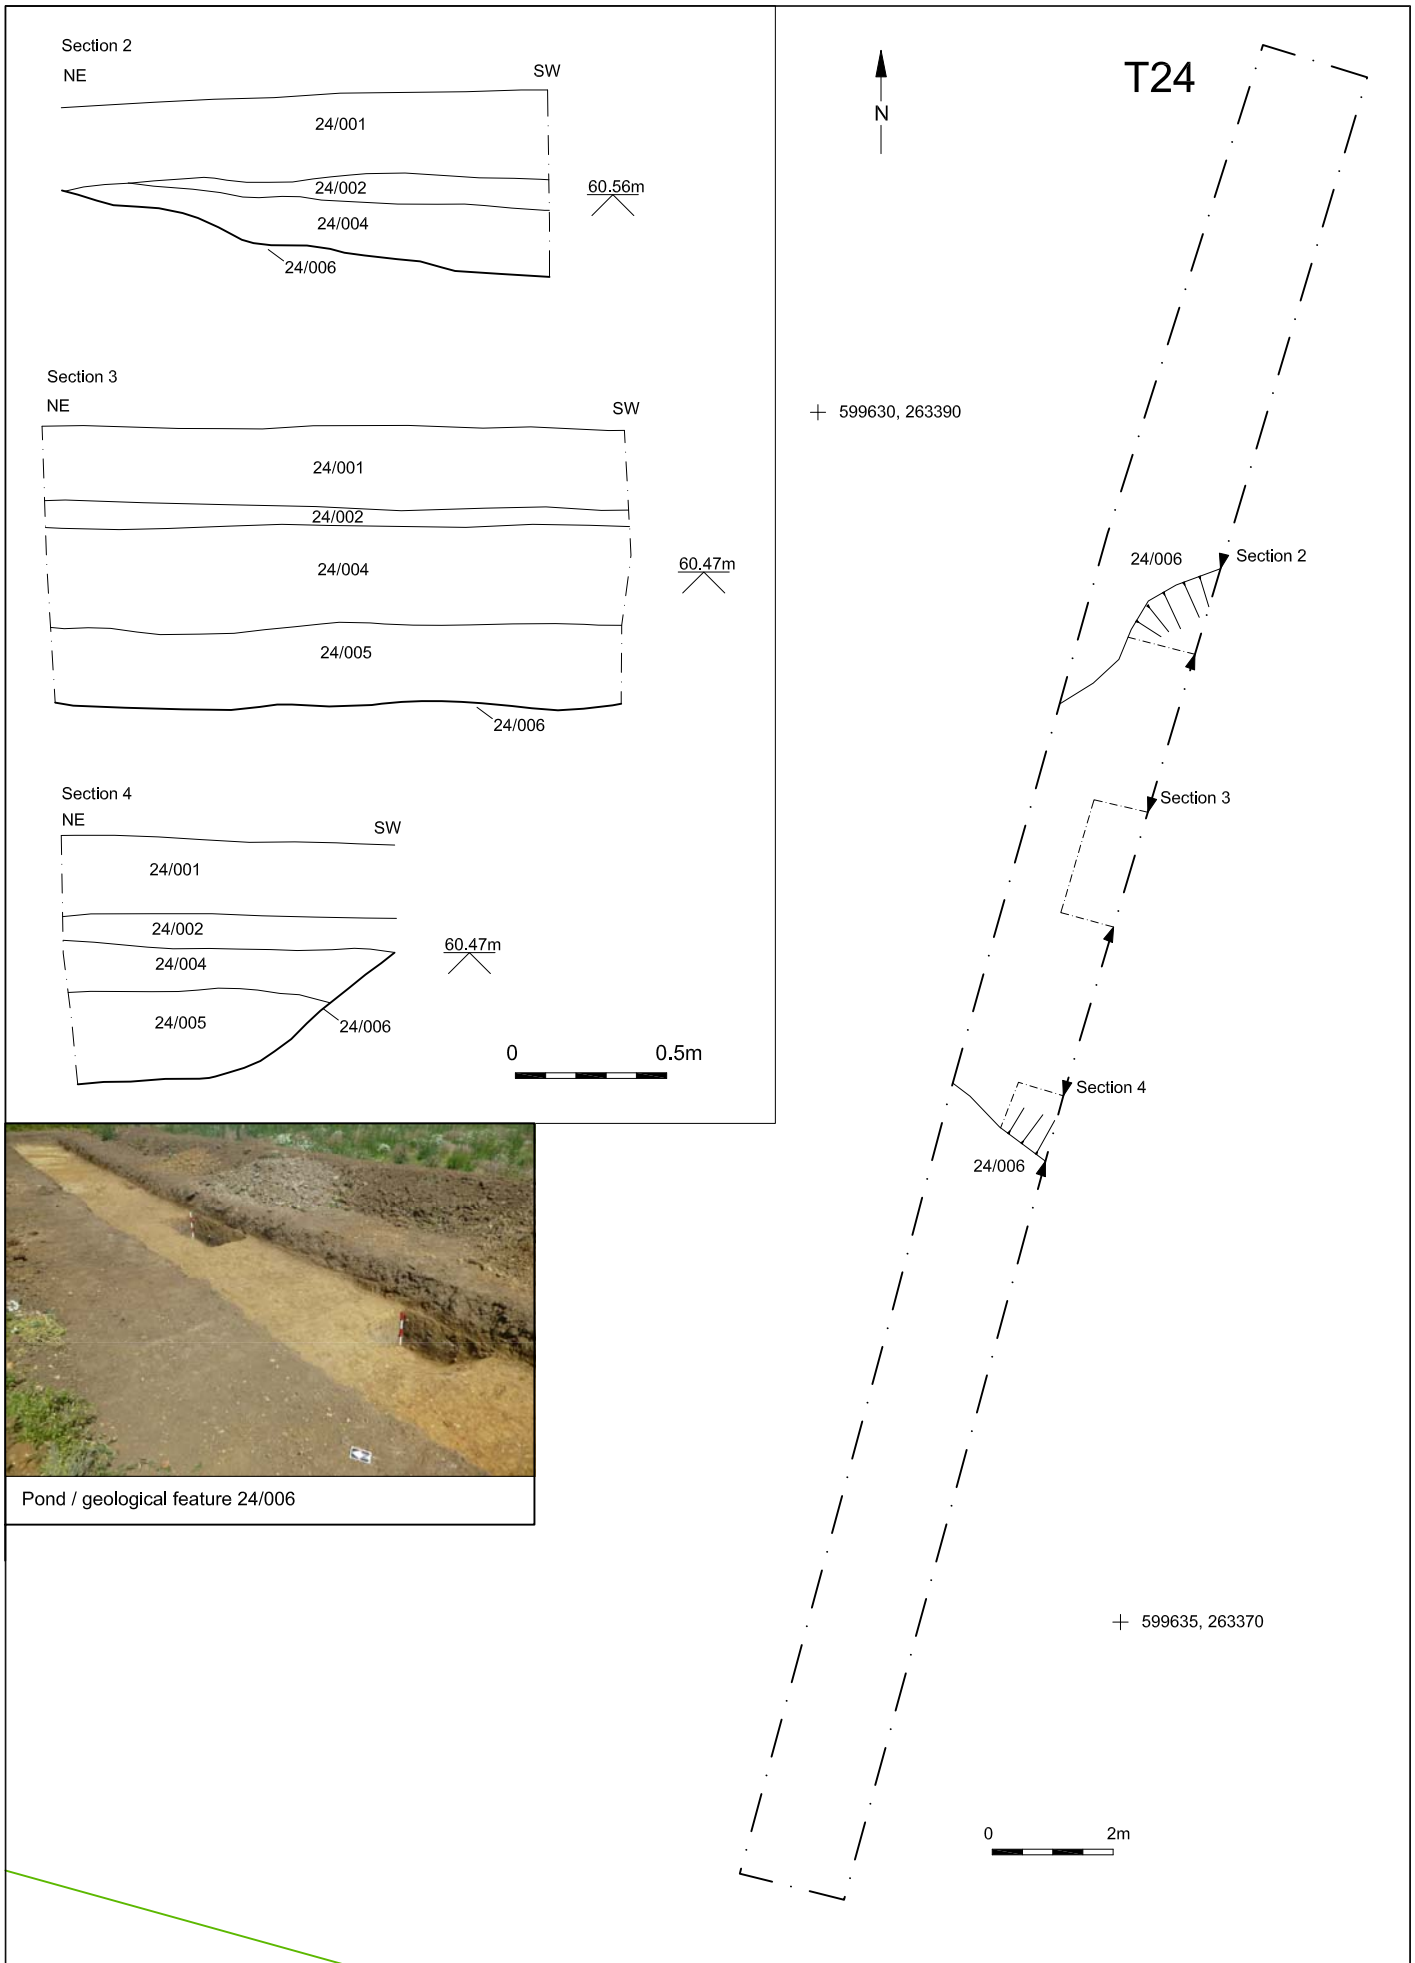 Section 2
NE
SW
24/001
24/002
60.56m
24/004
24/006
Section 3
NE
SW
24/001
24/002
24/004
60.47m
24/005
24/006
Section 4
NE
SW
24/001
24/002
60.47m
24/004
24/005
24/006
0 0.5m
Pond / geological feature 24/006
T24
N
599630, 263390
24/006
Section 2
Section 3
Section 4
24/006
599635, 263370
0 2m